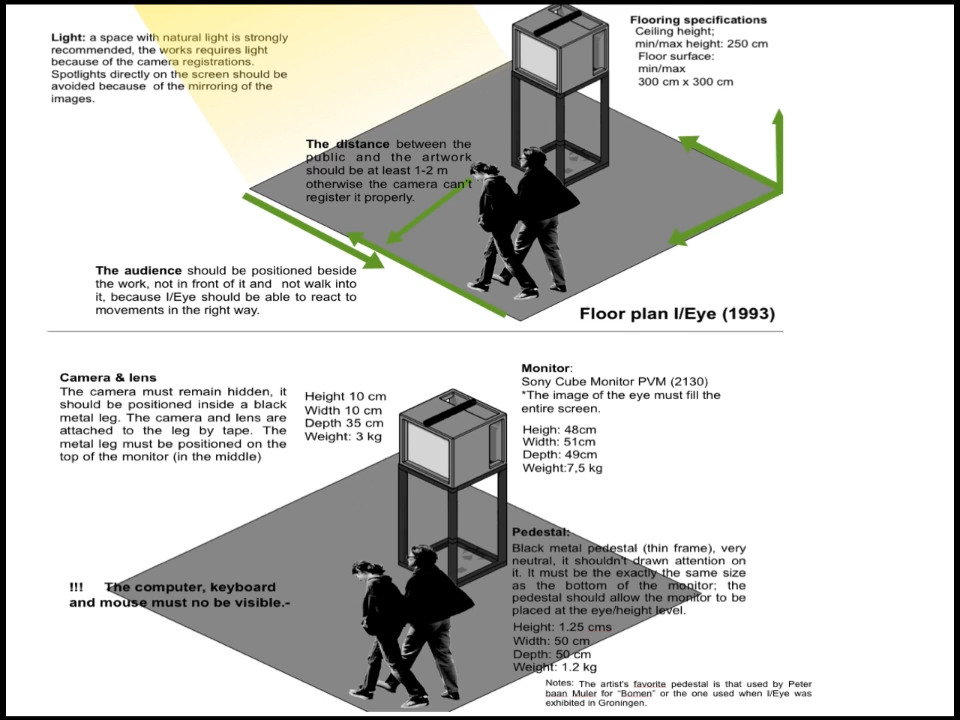 Light: a space with natural light is strongly
recommended, the works requires light
because of the camera registrations.
Spotlights directly on the screen should be
avoided because of the mirroring of the
images.
Flooring specifications
Ceiling height;
min/max height: 250 cm
Floor surface:
min/max
300 cm x 300 cm
The distance between the
public and the artwork
should be at least 1-2 m
otherwise the camera can't
register it properly.
The audience should be positioned beside
the work, not in front of it and not walk into
it, because I/Eye should be able to react to
movements in the right way.
Floor plan I/Eye (1993)
Camera & lens
The camera must remain hidden, it
should be positioned inside a black
metal leg. The camera and lens are
attached to the leg by tape. The
metal leg must be positioned on the
top of the monitor (in the middle)
Height 10 cm
Width 10 cm
Depth 35 cm
Weight: 3 kg
Monitor:
Sony Cube Monitor PVM (2130)
*The image of the eye must fill the
entire screen.
Heigh: 48cm
Width: 51cm
Depth: 49cm
Weight:7,5 kg
!!! The computer, keyboard
and mouse must no be visible.-
Pedestal:
Black metal pedestal (thin frame), very
neutral, it shouldn't drawn attention on
it. It must be the exactly the same size
as the bottom of the monitor; the
pedestal should allow the monitor to be
placed at the eye/height level.
Height: 1.25 cms
Width: 50 cm
Depth: 50 cm
Weight: 1.2 kg
Notes: The artist's favorite pedestal is that used by Peter
baan Muler for "Bomen" or the one used when I/Eye was
exhibited in Groningen.